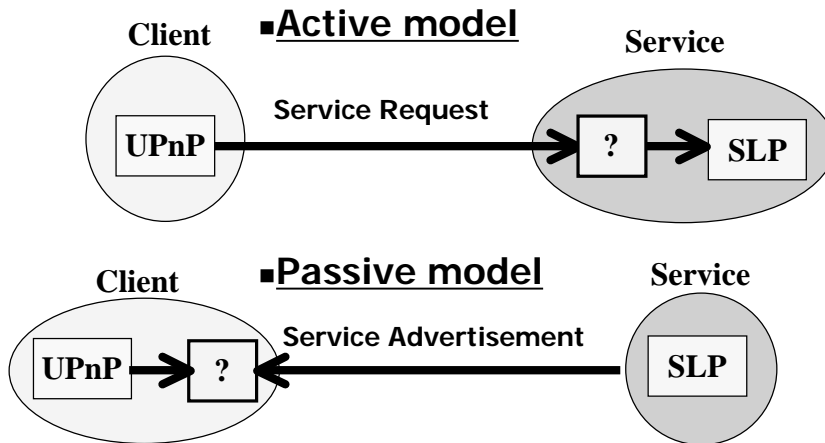 ▪Active model
Client
Service
Service Request
UPnP
?
SLP
▪Passive model
Client
Service
Service Advertisement
UPnP
?
SLP